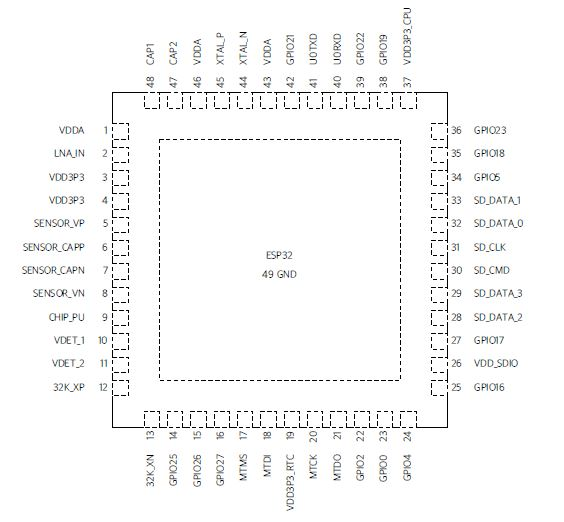 48 CAP1
47 CAP2
46 VDDA
45 XTAL_P
44 XTAL_N
43 VDDA
42 GPIO21
41 U0TXD
40 U0RXD
39 GPIO22
38 GPIO19
37 VDD3P3_CPU
VDDA 1
LNA_IN 2
VDD3P3 3
VDD3P3 4
SENSOR_VP 5
SENSOR_CAPP 6
SENSOR_CAPN 7
SENSOR_VN 8
CHIP_PU 9
VDET_1 10
VDET_2 11
32K_XP 12
ESP32
49 GND
36 GPIO23
35 GPIO18
34 GPIO5
33 SD_DATA_1
32 SD_DATA_0
31 SD_CLK
30 SD_CMD
29 SD_DATA_3
28 SD_DATA_2
27 GPIO17
26 VDD_SDIO
25 GPIO16
32K_XN 13
GPIO25 14
GPIO26 15
GPIO27 16
MTMS 17
MTDI 18
VDD3P3_RTC 19
MTCK 20
MTDO 21
GPIO2 22
GPIO0 23
GPIO4 24